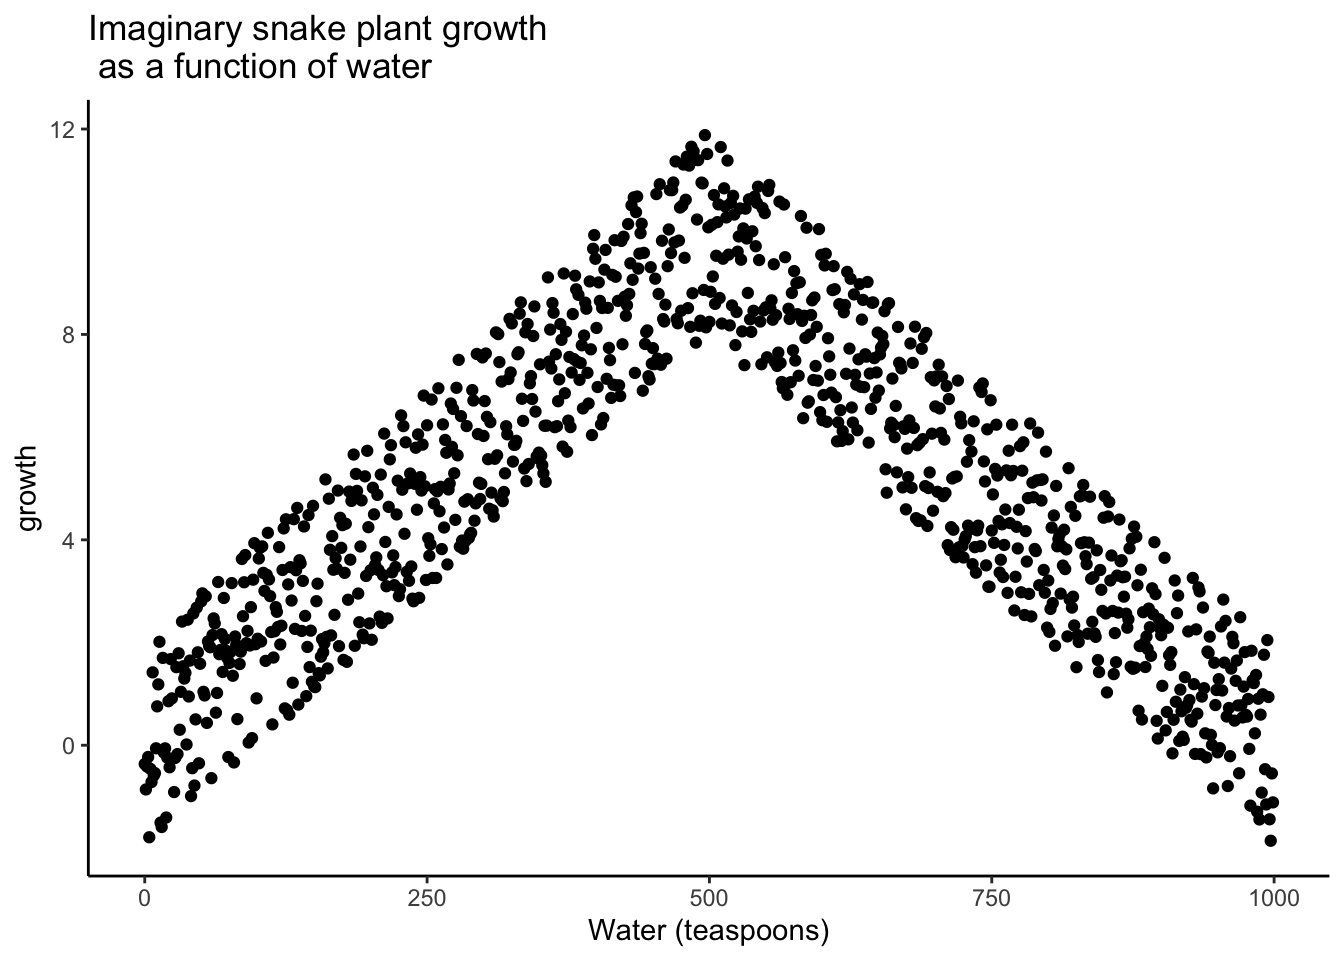 Imaginary snake plant growth
as a function of water
12
8
4
0
growth
0 250 500 750 1000
Water (teaspoons)